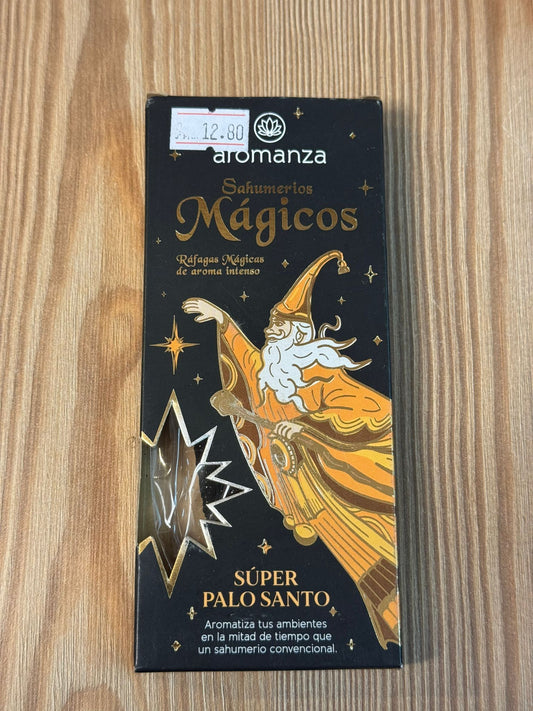 12.80
aromanza
Sahumerios
Mágicos
Ráfagas Mágicas
de aroma intenso
SÚPER
PALO SANTO
Aromatiza tus ambientes
en la mitad de tiempo que
un sahumerio convencional.